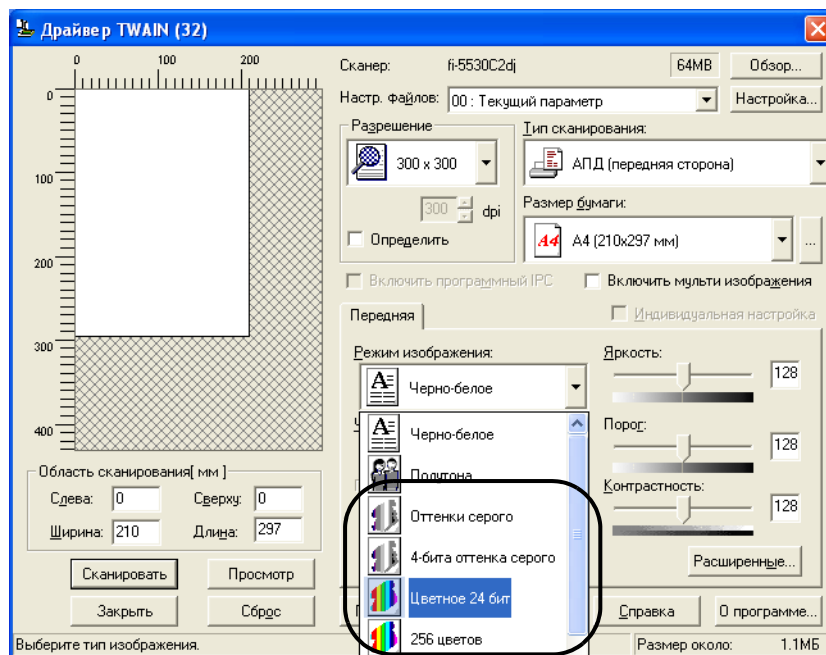 Драйвер TWAIN (32)
0 100 200
0
100
200
300
400
Сканер: fi-5530C2dj 64MB Обзор...
Настр. файлов: 00 : Текущий параметр Настройка...
Разрешение
300 x 300
300 dpi
Определить
Тип сканирования:
АПД (передняя сторона)
Размер бумаги:
A4 A4 (210x297 мм) ...
Включить программный IPC Включить мульти изображения
Передняя Индивидуальная настройка
Режим изображения:
Черно-белое
Черно-белое
Полутона
Оттенки серого
4-бита оттенка серого
Цветное 24 бит
256 цветов
Яркость:
128
Порог:
128
Контрастность:
128
Расширенные...
Область сканирования[ мм ]
Слева: 0 Сверху: 0
Ширина: 210 Длина: 297
Сканировать Просмотр
Закрыть Сброс
Справка О программе...
Выберите тип изображения. Размер около: 1.1МБ